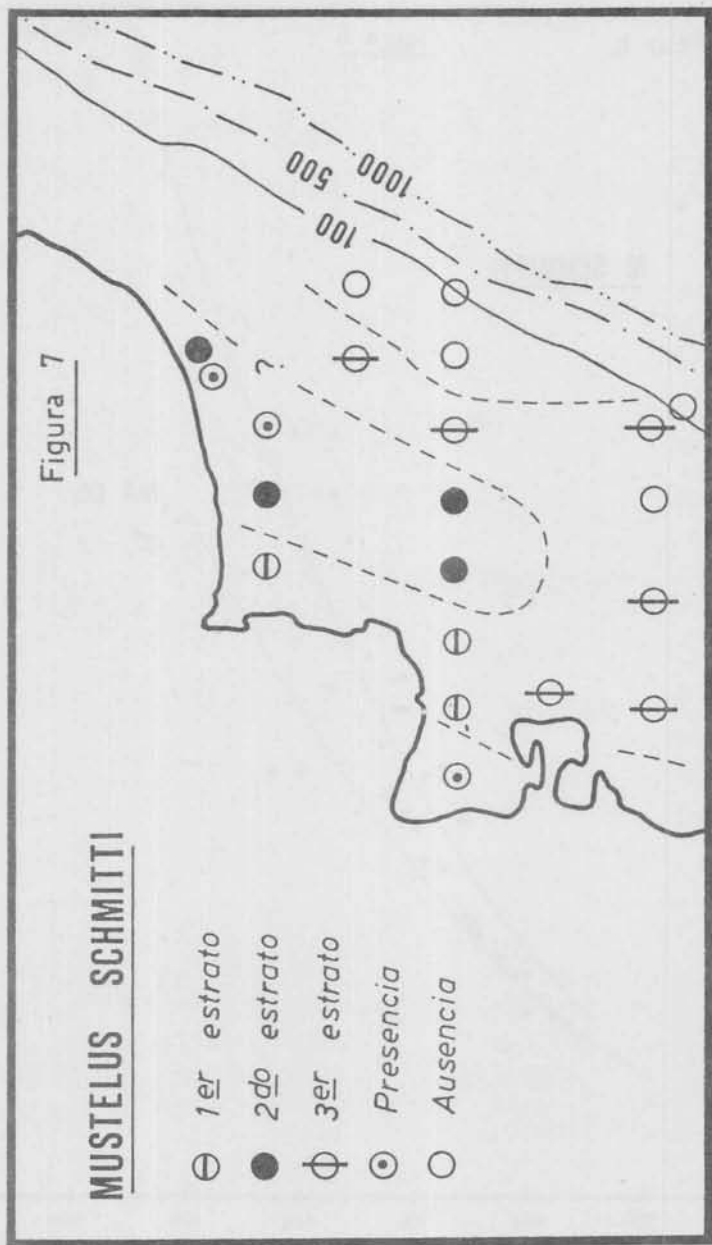 Figura 7
MUSTELUS SCHMITTI
1er estrato
2do estrato
3er estrato
Presencia
Ausencia
100
500
1000
?